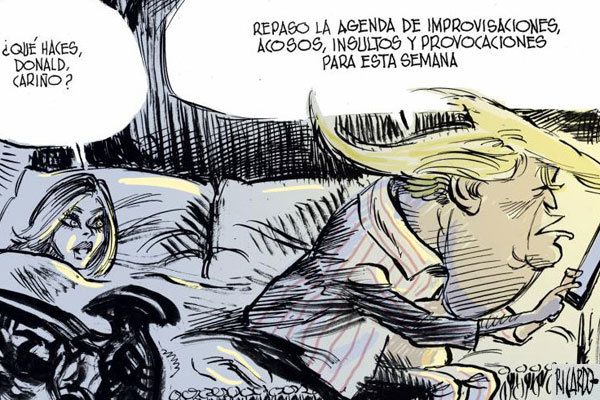 ¿QUÉ HACES,
DONALD,
CARIÑO?
REPASO LA AGENDA DE IMPROVISACIONES,
ACOSOS, INSULTOS Y PROVOCACIONES
PARA ESTA SEMANA
RICARDO